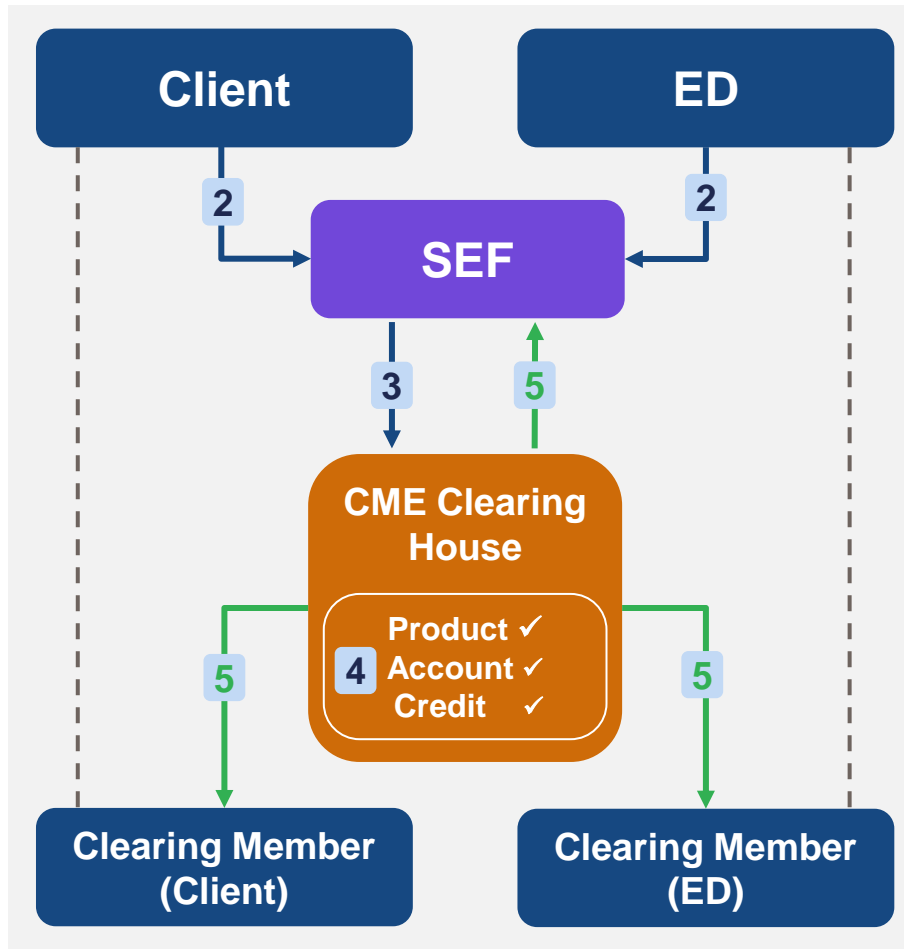 Client
ED
2
2
SEF
3
5
CME Clearing
House
Product ✓
4
Account ✓
Credit ✓
5
5
Clearing Member
(Client)
Clearing Member
(ED)